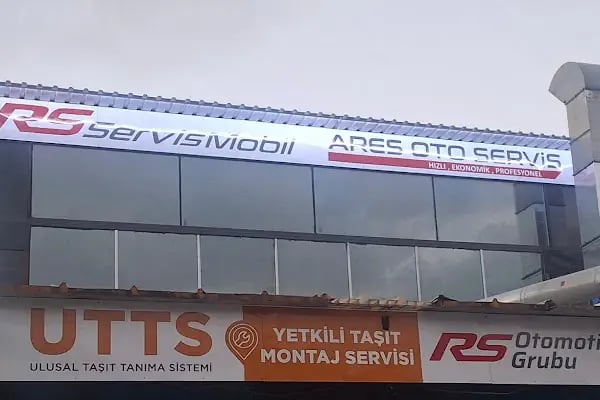 RS ServisMobil
ARES OTO SERVİS
HIZLI , EKONOMİK , PROFESYONEL
UTTS
ULUSAL TAŞIT TANIMA SİSTEMİ
YETKİLİ TAŞIT
MONTAJ SERVİSİ
RS Otomoti
Grubu